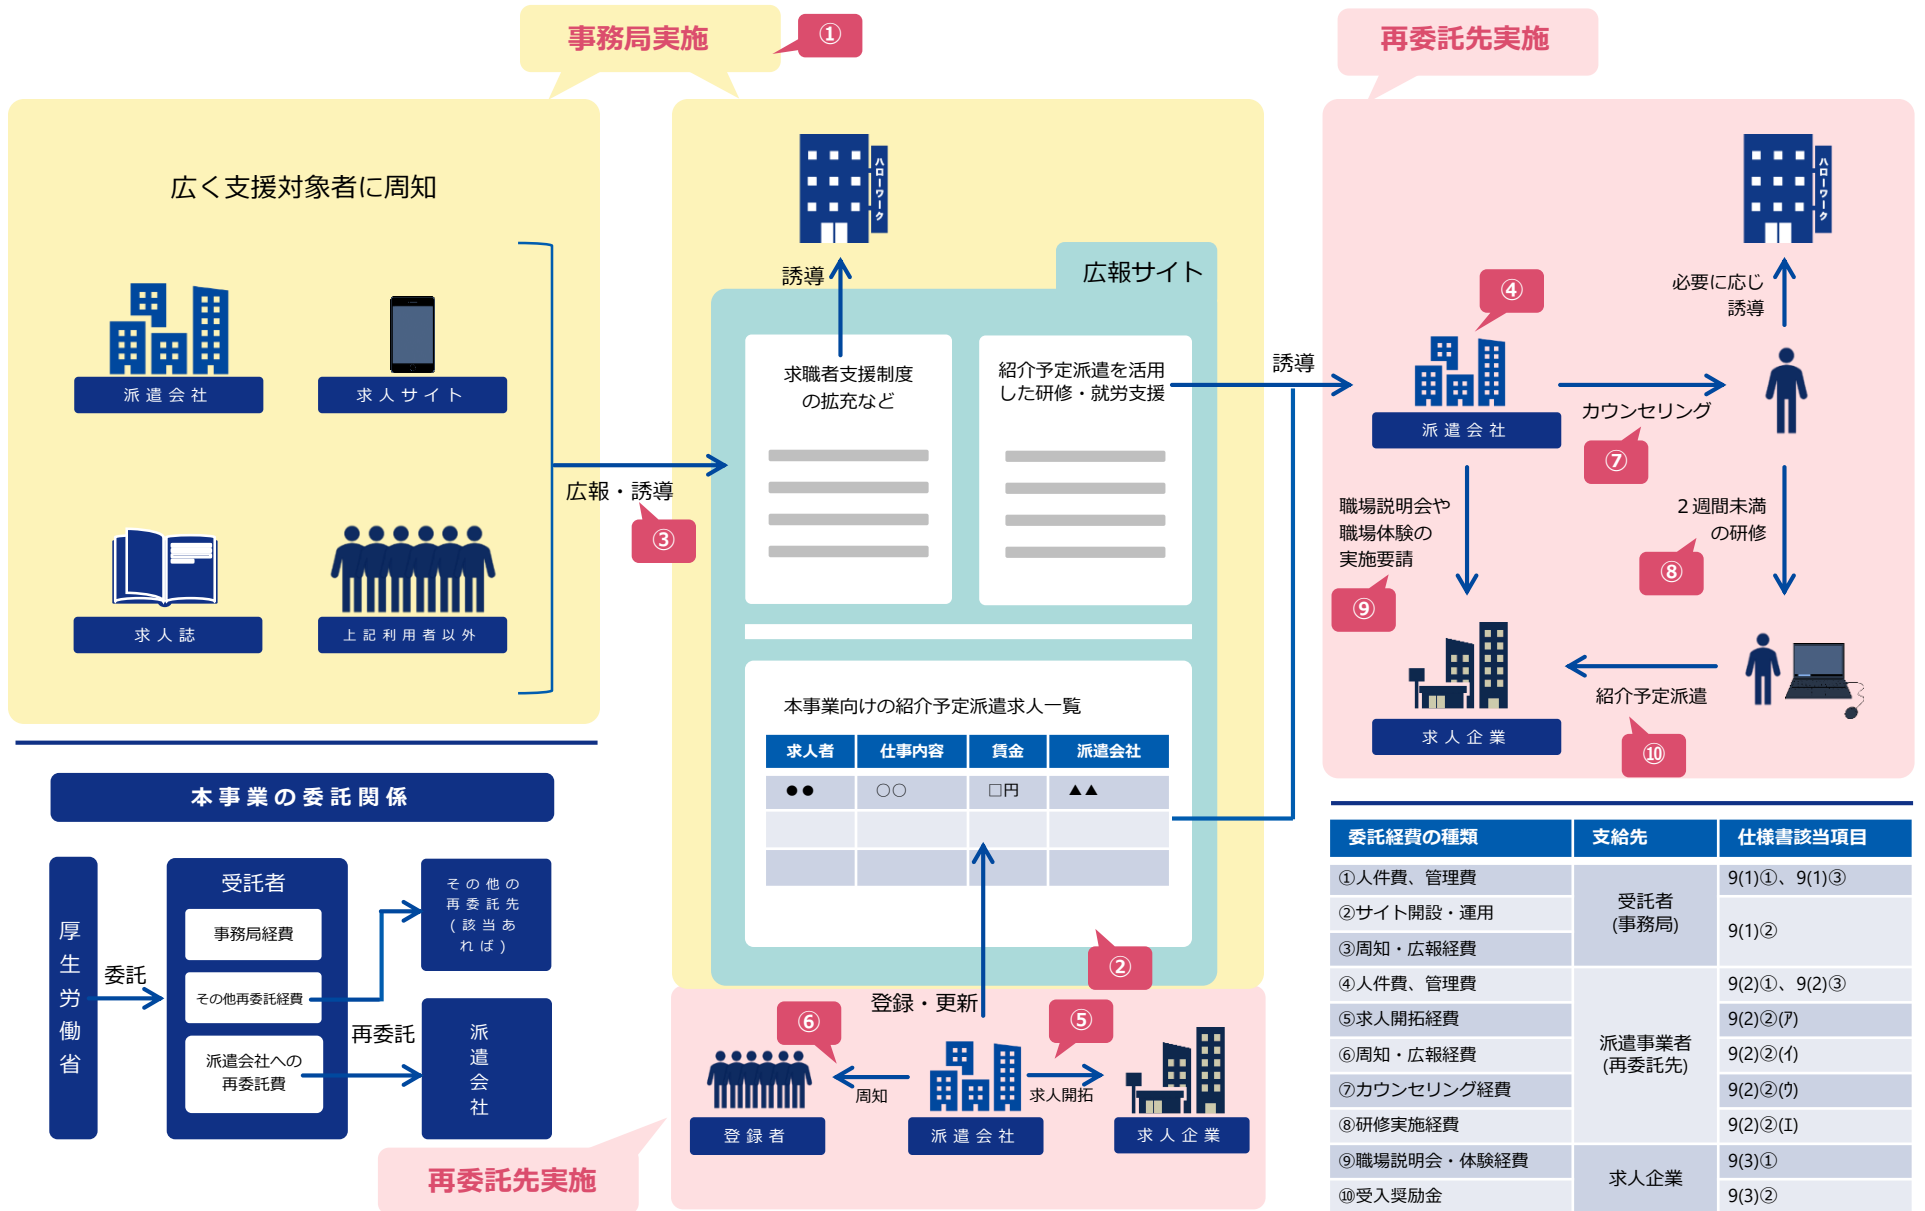 事務局実施
①
再委託先実施
広く支援対象者に周知
派遣会社
求人サイト
求人誌
上記利用者以外
広報・誘導
③
ハローワーク
誘導
広報サイト
求職者支援制度
の拡充など
紹介予定派遣を活用
した研修・就労支援
本事業向けの紹介予定派遣求人一覧
求人者 仕事内容 賃金 派遣会社
●● ○○ □円 ▲▲
②
誘導
ハローワーク
必要に応じ
誘導
④
派遣会社
カウンセリング
⑦
職場説明会や
職場体験の
実施要請
⑨
2週間未満
の研修
⑧
求人企業
紹介予定派遣
⑩
登録・更新
⑥
⑤
周知
求人開拓
登録者
派遣会社
求人企業
再委託先実施
本事業の委託関係
厚生労働省
委託
受託者
事務局経費
その他再委託経費
派遣会社への
再委託費
再委託
その他の
再委託先
(該当あ
れば)
派遣会社
委託経費の種類 支給先 仕様書該当項目
①人件費、管理費 受託者 9(1)①、9(1)③
(事務局)
②サイト開設・運用 9(1)②
③周知・広報経費
④人件費、管理費 派遣事業者 9(2)①、9(2)③
(再委託先)
⑤求人開拓経費 9(2)②(ｱ)
⑥周知・広報経費 9(2)②(ｲ)
⑦カウンセリング経費 9(2)②(ｳ)
⑧研修実施経費 9(2)②(ｴ)
⑨職場説明会・体験経費 求人企業 9(3)①
⑩受入奨励金 9(3)②